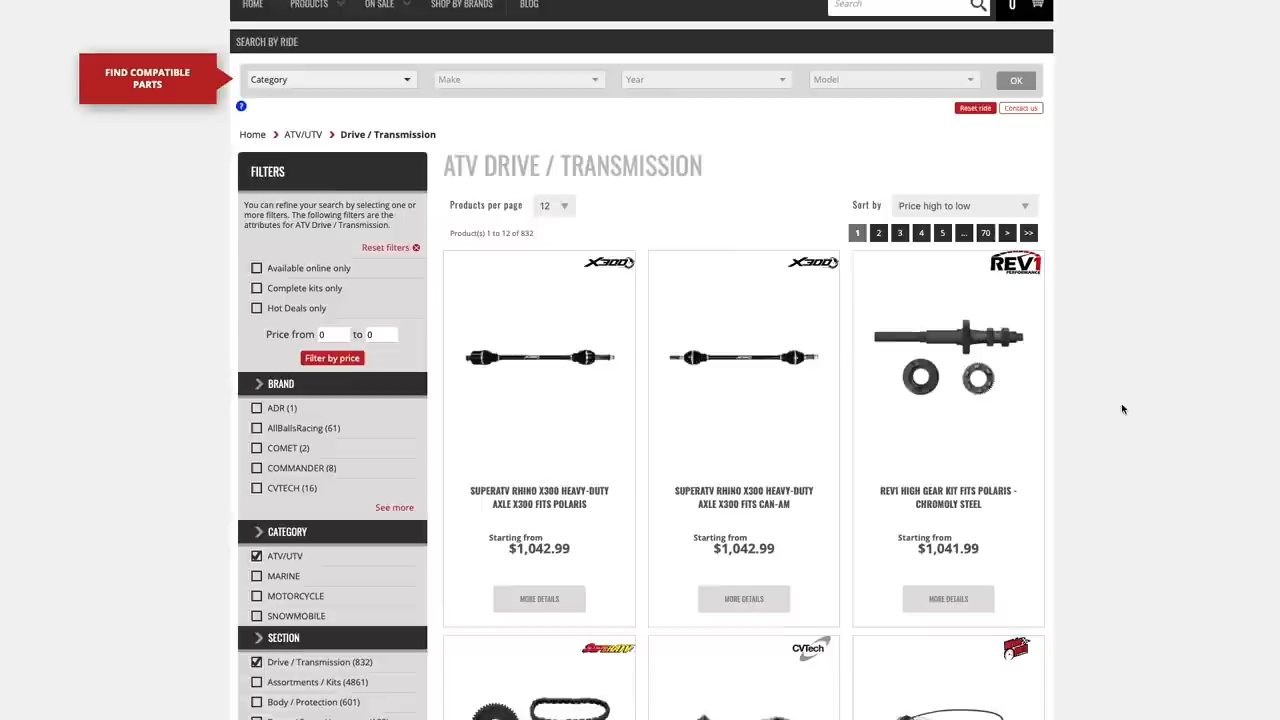 HOME PRODUCTS ON SALE SHOP BY BRANDS BLOG Search 0
SEARCH BY RIDE
FIND COMPATIBLE
PARTS
Category Make Year Model OK
?
Reset ride Contact us
Home > ATV/UTV > Drive / Transmission
FILTERS
You can refine your search by selecting one or
more filters. The following filters are the
attributes for ATV Drive / Transmission.
Reset filters
Available online only
Complete kits only
Hot Deals only
Price from 0 to 0
Filter by price
BRAND
ADR (1)
AllBallsRacing (61)
COMET (2)
COMMANDER (8)
CVTECH (16)
See more
CATEGORY
ATV/UTV
MARINE
MOTORCYCLE
SNOWMOBILE
SECTION
Drive / Transmission (832)
Assortments / Kits (4861)
Body / Protection (601)
ATV DRIVE / TRANSMISSION
Products per page 12
Sort by Price high to low
Product(s) 1 to 12 of 832
1 2 3 4 5 ... 70 > >>
X300
SUPERATV RHINO X300 HEAVY-DUTY
AXLE X300 FITS POLARIS
Starting from
$1,042.99
MORE DETAILS
X300
SUPERATV RHINO X300 HEAVY-DUTY
AXLE X300 FITS CAN-AM
Starting from
$1,042.99
MORE DETAILS
REV1
PERFORMANCE
REV1 HIGH GEAR KIT FITS POLARIS -
CHROMOLY STEEL
Starting from
$1,041.99
MORE DETAILS
SUPERATV
CVTech